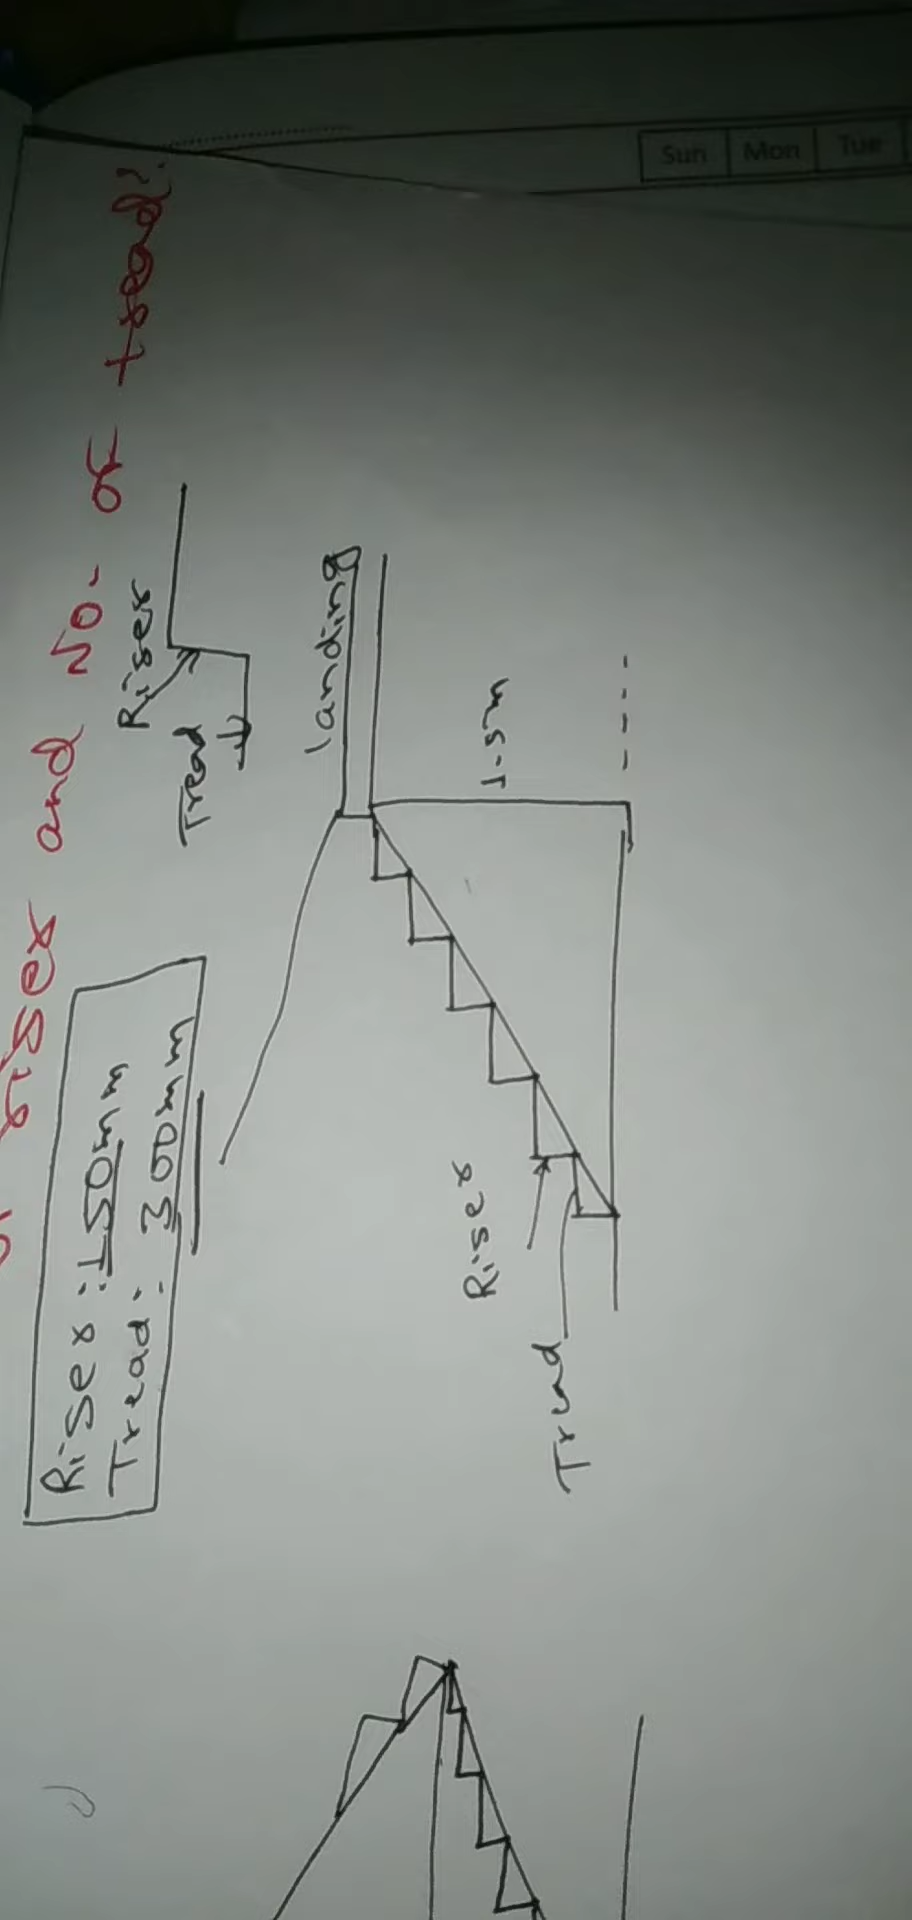 riser and No. of tread?
Riser : 150mm
Tread : 300mm
Riser
Tread
landing
1.5m
Riser
Tread
Sun Mon Tue